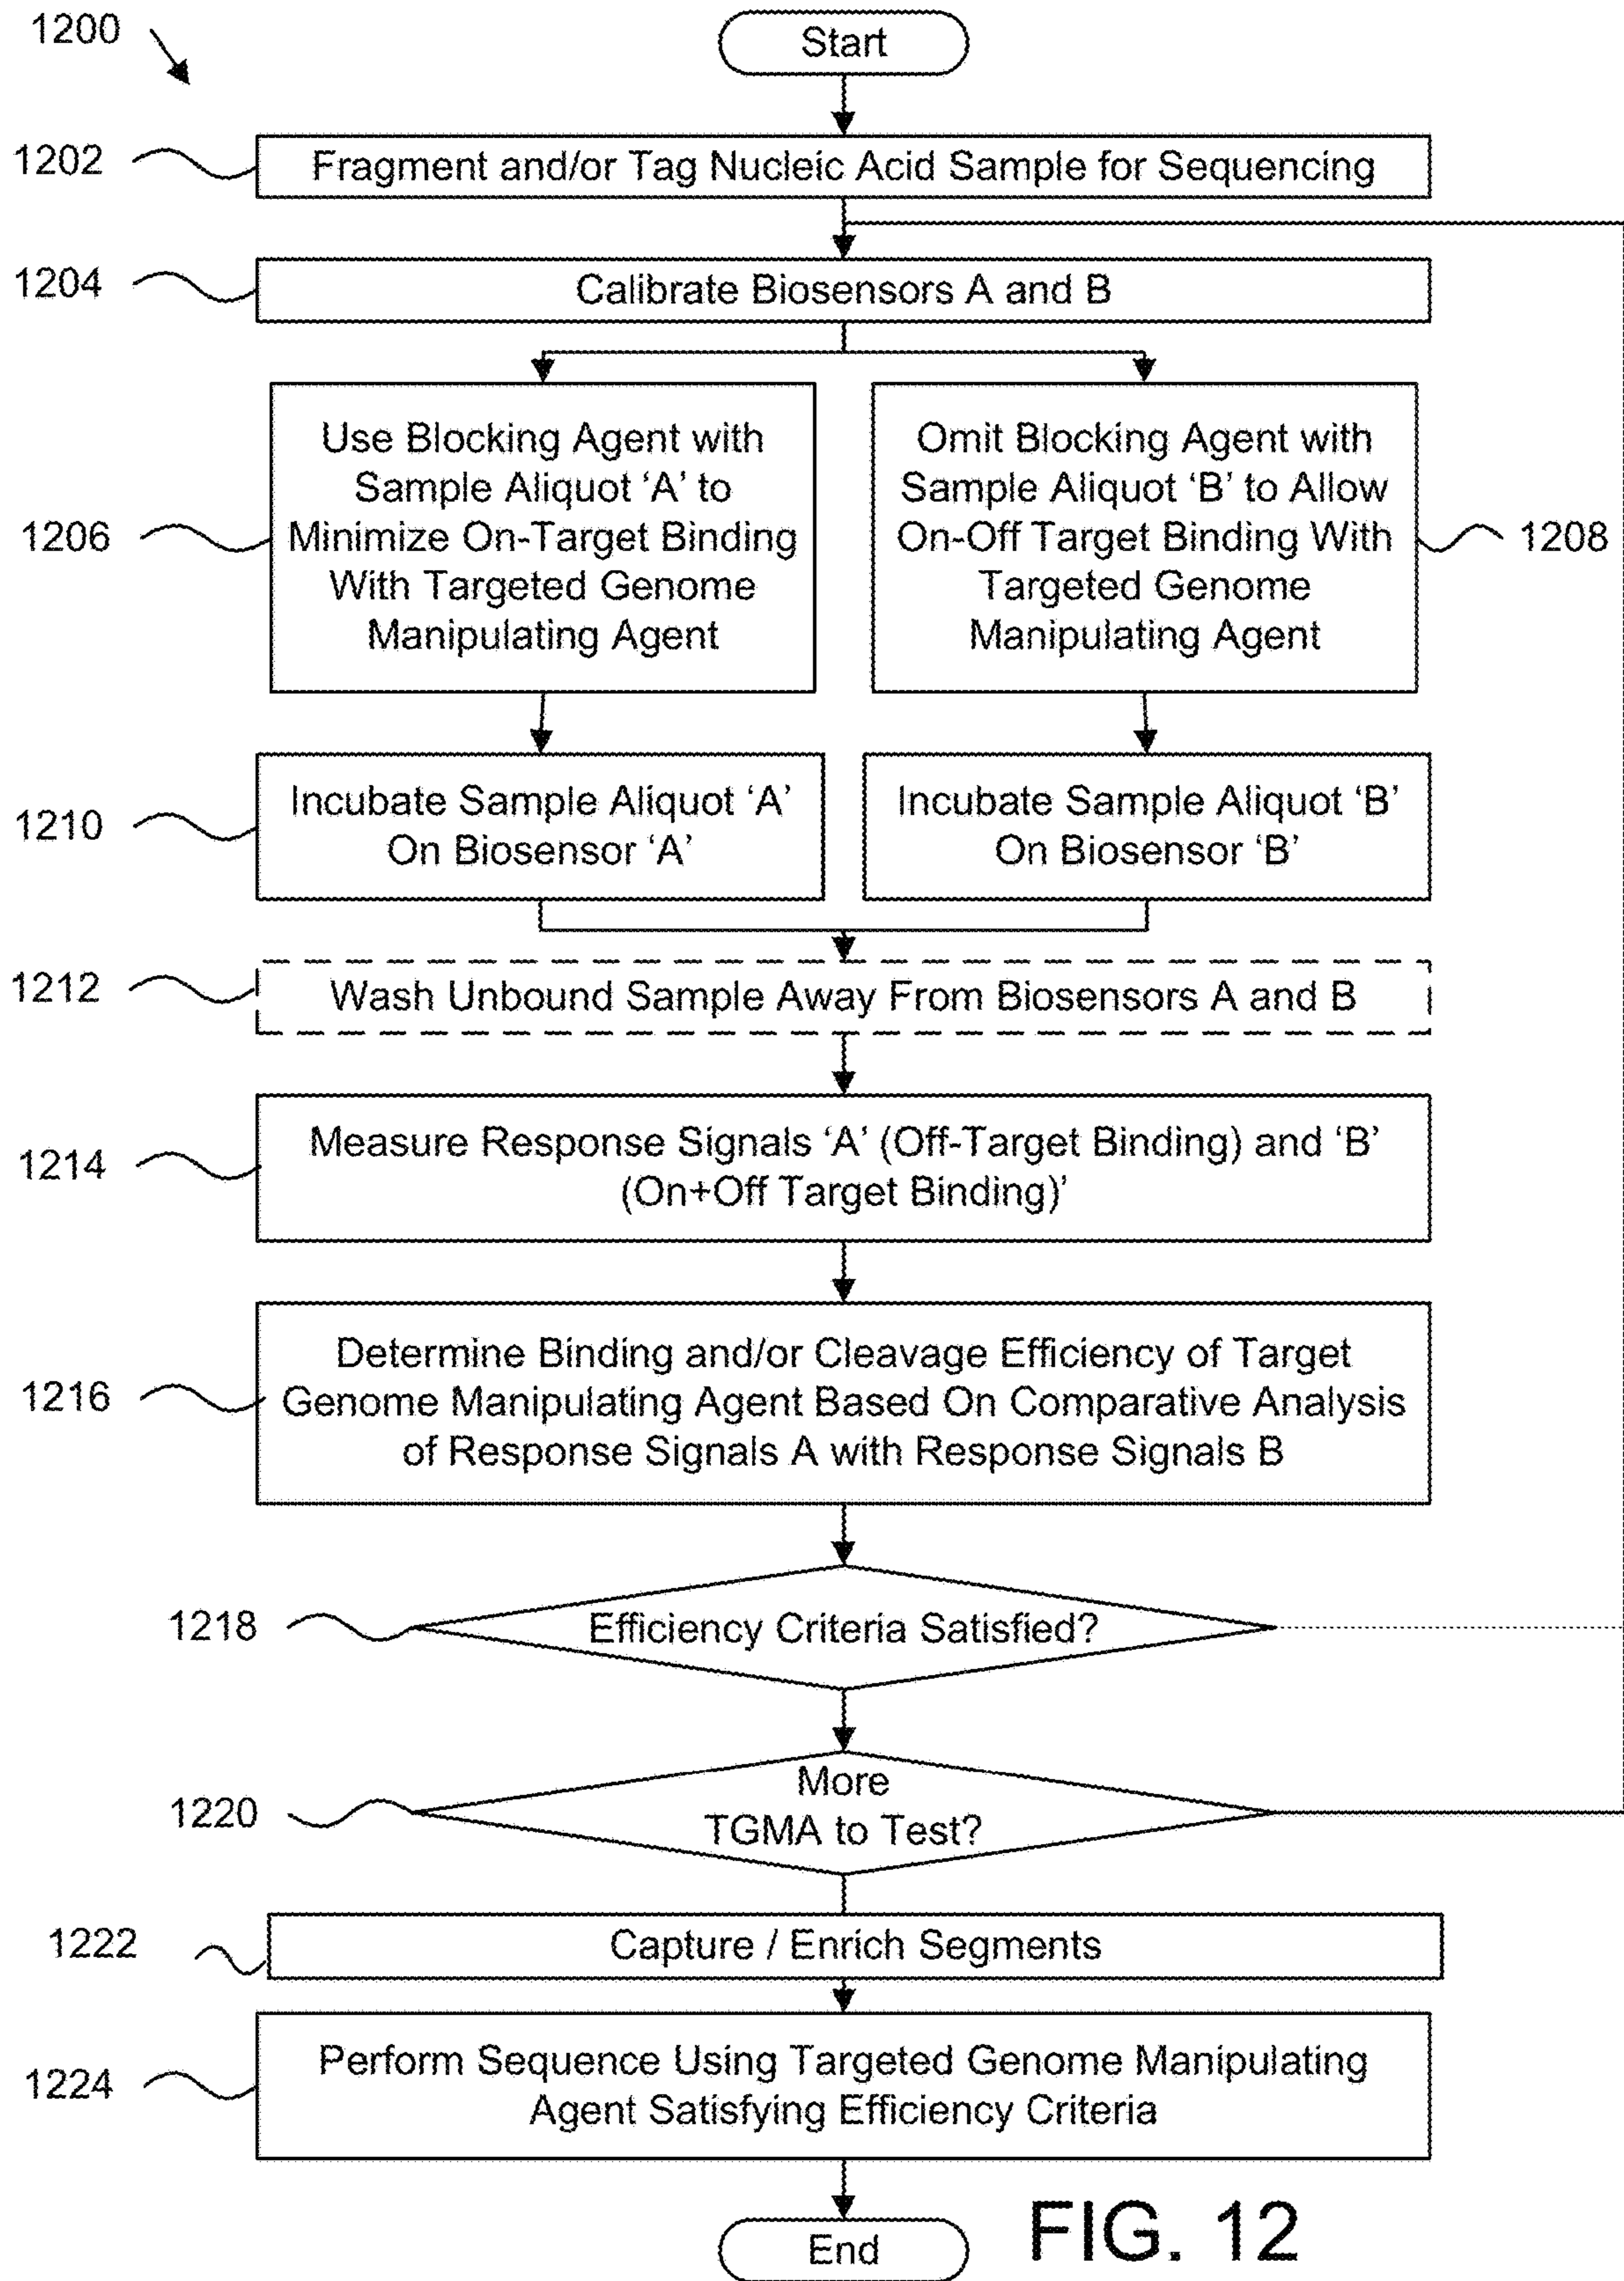 1200
Start
1202
Fragment and/or Tag Nucleic Acid Sample for Sequencing
1204
Calibrate Biosensors A and B
1206
Use Blocking Agent with
Sample Aliquot ‘A’ to
Minimize On-Target Binding
With Targeted Genome
Manipulating Agent
Omit Blocking Agent with
Sample Aliquot ‘B’ to Allow
On-Off Target Binding With
Targeted Genome
Manipulating Agent
1208
1210
Incubate Sample Aliquot ‘A’
On Biosensor ‘A’
Incubate Sample Aliquot ‘B’
On Biosensor ‘B’
1212
Wash Unbound Sample Away From Biosensors A and B
1214
Measure Response Signals ‘A’ (Off-Target Binding) and ‘B’
(On+Off Target Binding)’
1216
Determine Binding and/or Cleavage Efficiency of Target
Genome Manipulating Agent Based On Comparative Analysis
of Response Signals A with Response Signals B
1218
Efficiency Criteria Satisfied?
1220
More
TGMA to Test?
1222
Capture / Enrich Segments
1224
Perform Sequence Using Targeted Genome Manipulating
Agent Satisfying Efficiency Criteria
End
FIG. 12